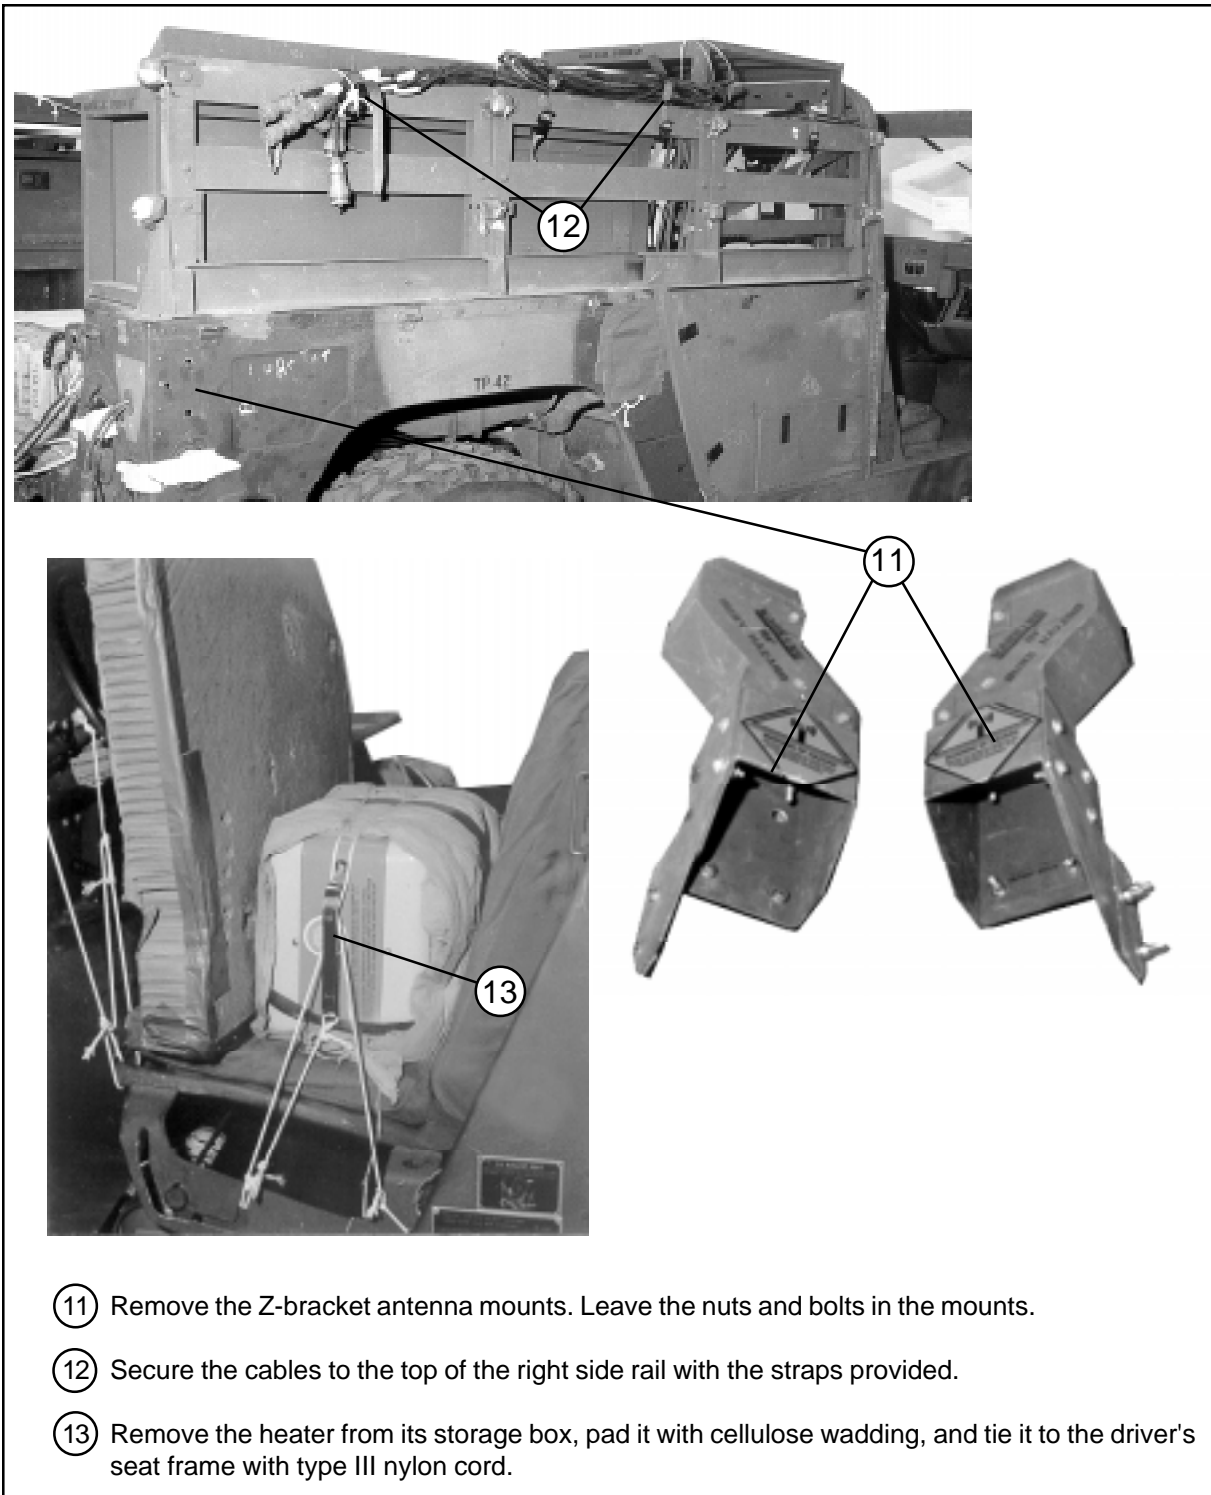 TP 42
12
11
13
11 Remove the Z-bracket antenna mounts. Leave the nuts and bolts in the mounts.
12 Secure the cables to the top of the right side rail with the straps provided.
13 Remove the heater from its storage box, pad it with cellulose wadding, and tie it to the driver's
seat frame with type III nylon cord.